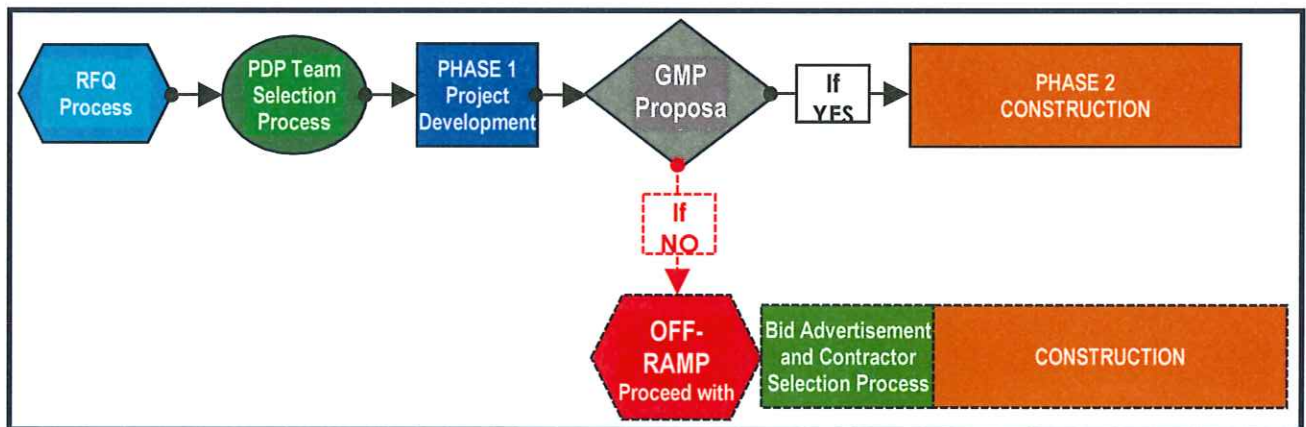 RFQ
Process
PDP Team
Selection
Process
PHASE 1
Project
Development
GMP
Proposa
If
YES
PHASE 2
CONSTRUCTION
If
NO
OFF-
RAMP
Proceed with
Bid Advertisement
and Contractor
Selection Process
CONSTRUCTION